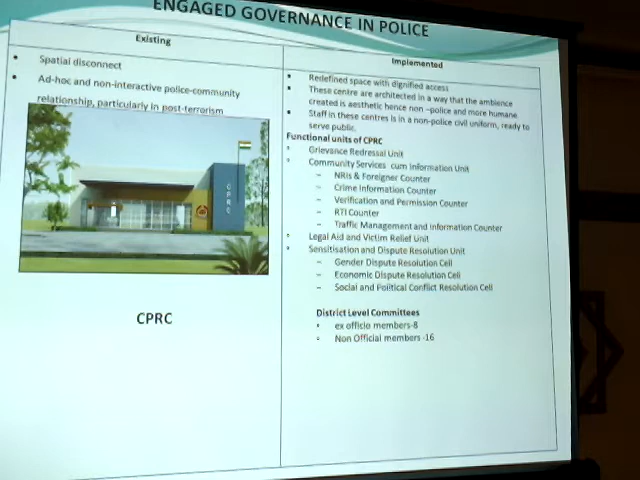 ENGAGED GOVERNANCE IN POLICE
Existing
• Spatial disconnect
• Ad-hoc and non-interactive police-community
relationship, particularly in post-terrorism
CPRC
CPRC
Implemented
• Redefined space with dignified access
• These centre are architected in a way that the ambience
created is aesthetic hence non –police and more humane
• Staff in these centres is in a non-police civil uniform, ready to
serve public.
Functional units of CPRC
• Grievance Redressal Unit
• Community Services cum Information Unit
– NRIs & Foreigner Counter
– Crime Information Counter
– Verification and Permission Counter
– RTI Counter
– Traffic Management and Information Counter
• Legal Aid and Victim Relief Unit
• Sensitisation and Dispute Resolution Unit
– Gender Dispute Resolution Cell
– Economic Dispute Resolution Cell
– Social and Political Conflict Resolution Cell
District Level Committees
• ex officio members-8
• Non Official members -16